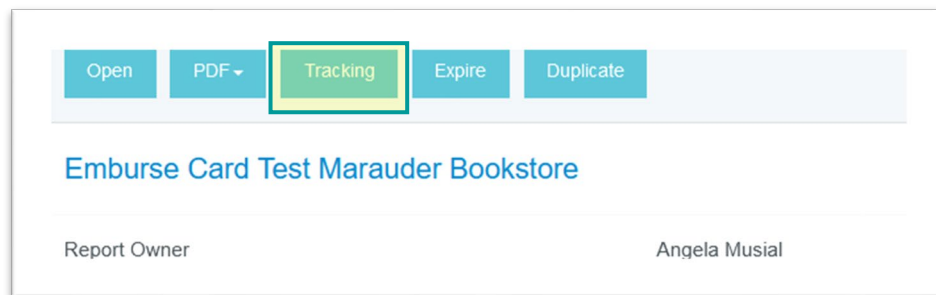 Open PDF Tracking Expire Duplicate
Emburse Card Test Marauder Bookstore
Report Owner Angela Musial